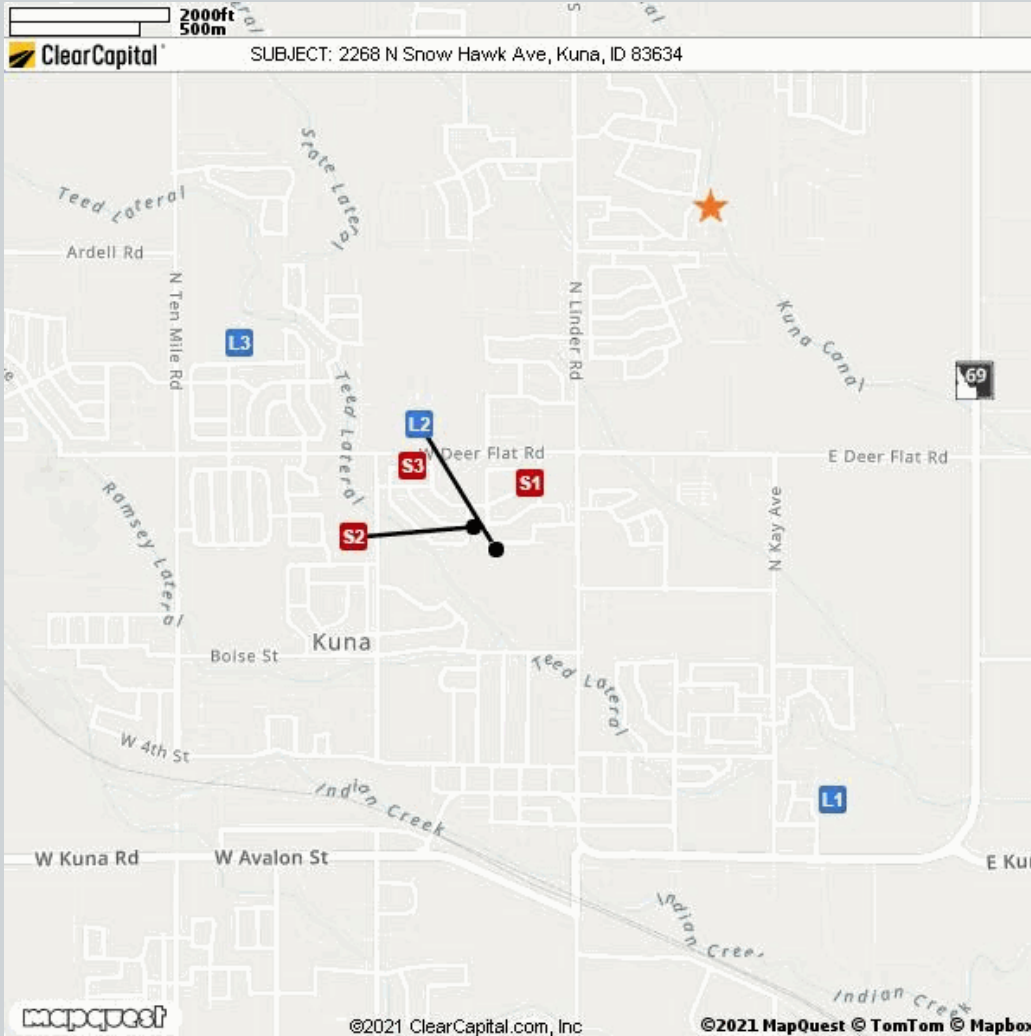 2000ft
500m
ClearCapital
SUBJECT: 2268 N Snow Hawk Ave, Kuna, ID 83634
Teed Lateral
Ardell Rd
N Ten Mile Rd
N Linder Rd
Kuna Canal
L3
69
Teed Lateral
L2
W Deer Flat Rd
S3
S1
E Deer Flat Rd
Ramsey Lateral
N Kay Ave
S2
Kuna
Boise St
Teed Lateral
W 4th St
Indian Creek
L1
W Kuna Rd
W Avalon St
E Ku
Indian Cree
Indian Creek
mapquest
©2021 ClearCapital.com, Inc
©2021 MapQuest © TomTom © Mapbox